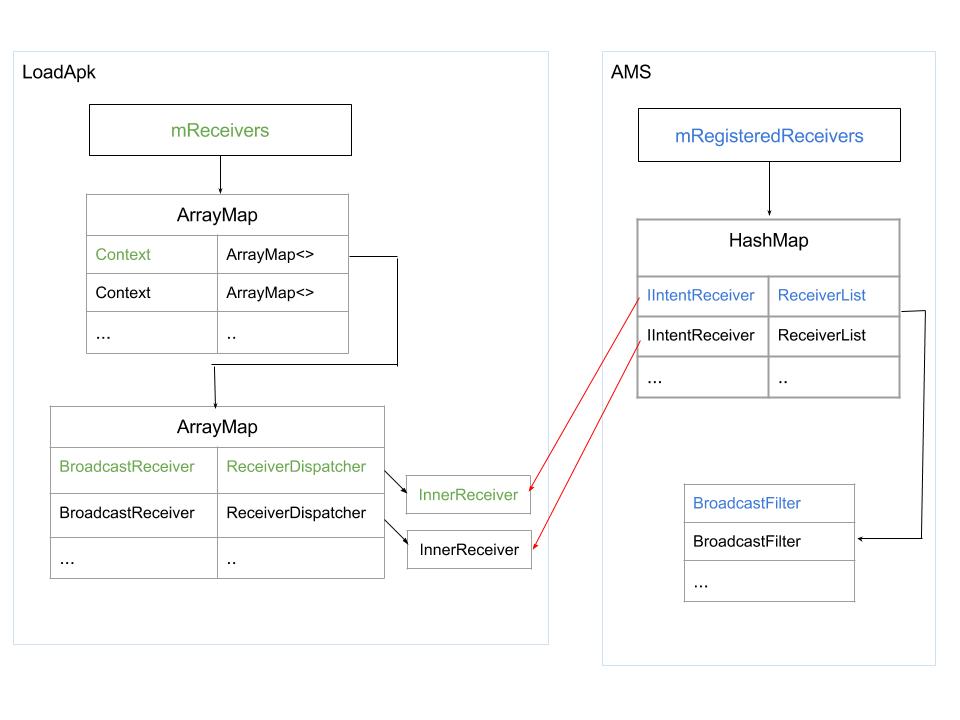 LoadApk
mReceivers
ArrayMap
Context ArrayMap<>
Context ArrayMap<>
... ..
ArrayMap
BroadcastReceiver ReceiverDispatcher
BroadcastReceiver ReceiverDispatcher
... ..
InnerReceiver
InnerReceiver
AMS
mRegisteredReceivers
HashMap
IIntentReceiver ReceiverList
IIntentReceiver ReceiverList
... ..
BroadcastFilter
BroadcastFilter
...